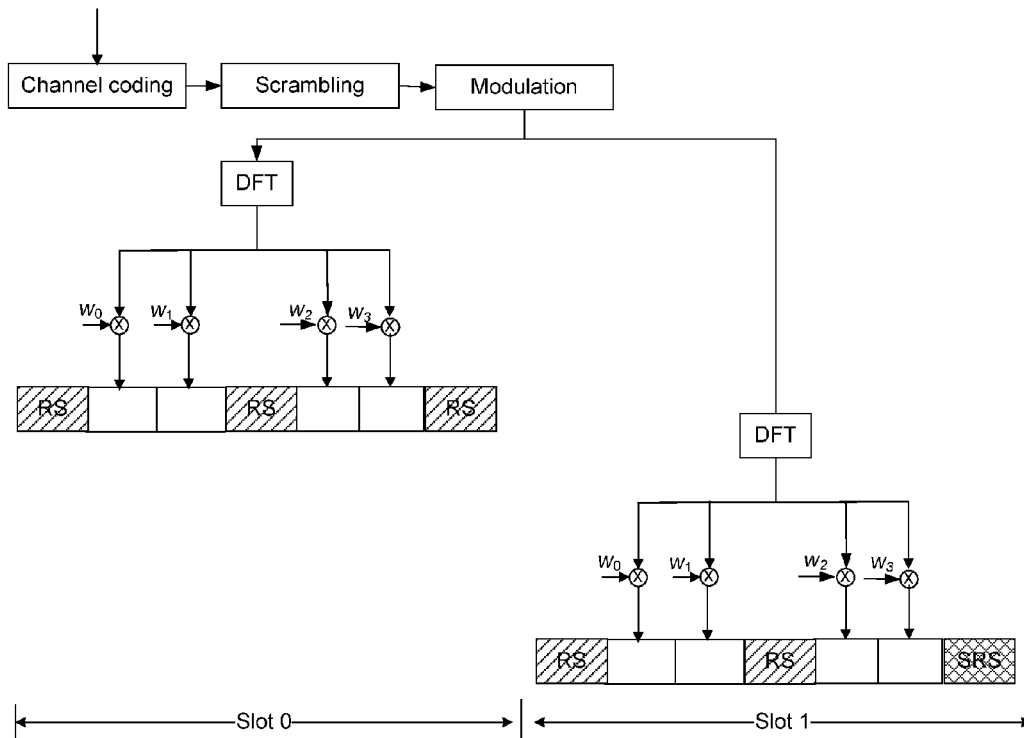 Channel coding
Scrambling
Modulation
DFT
w0
w1
w2
w3
X
X
X
X
RS
RS
RS
DFT
w0
w1
w2
w3
X
X
X
X
RS
RS
SRS
Slot 0
Slot 1